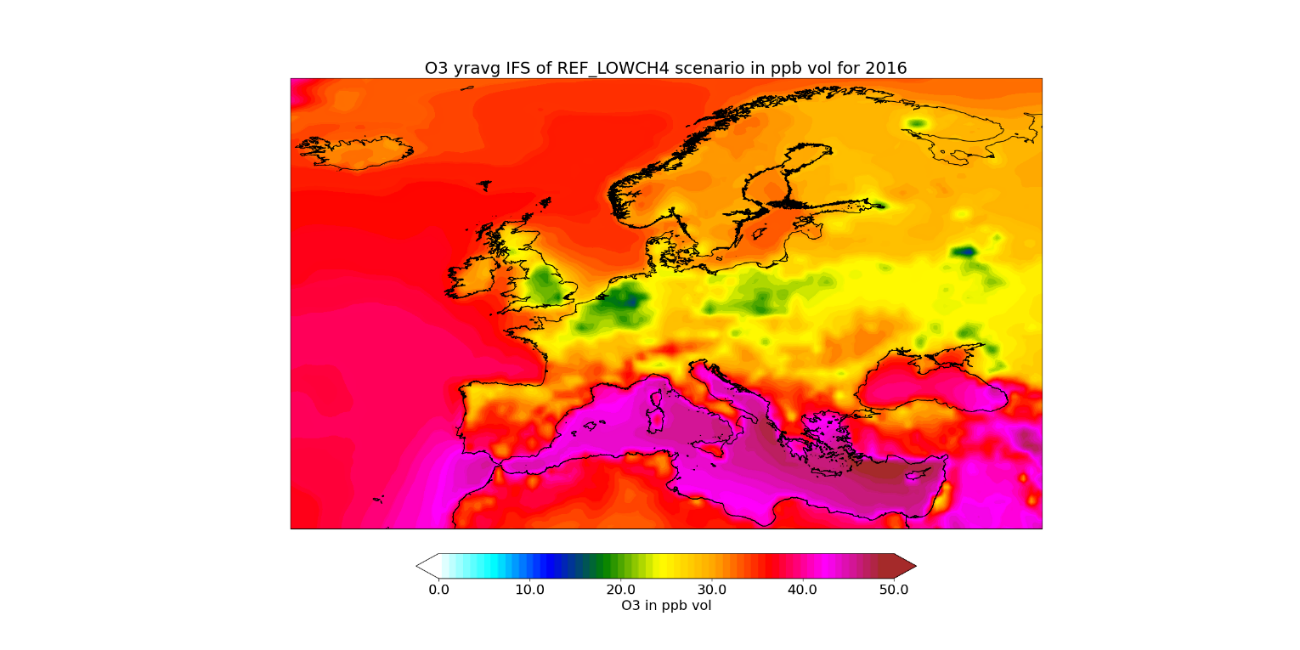 O3 yravg IFS of REF_LOWCH4 scenario in ppb vol for 2016
0.0 10.0 20.0 30.0 40.0 50.0
O3 in ppb vol